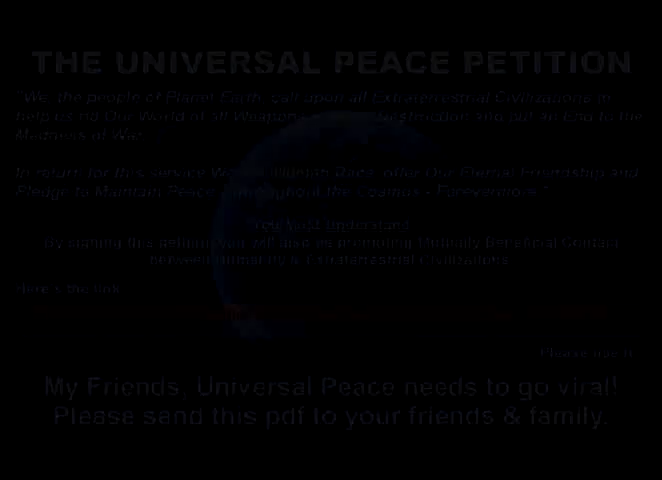 THE UNIVERSAL PEACE PETITION
"We, the people of Planet Earth, call upon all Extraterrestrial Civilizations to
help us rid Our World of all Weapons Destruction and put an End to the
Madness of War...
In return for this service We, Human Race, offer Our Eternal Friendship and
Pledge to Maintain Peace Throughout the Cosmos - Forevermore."
You Must Understand
By signing this petition you will also be promoting Mutually Beneficial Contact
between Humanity & Extraterrestrial Civilizations
Here's the link
My Friends, Universal Peace needs to go viral!
Please send this pdf to your friends & family.